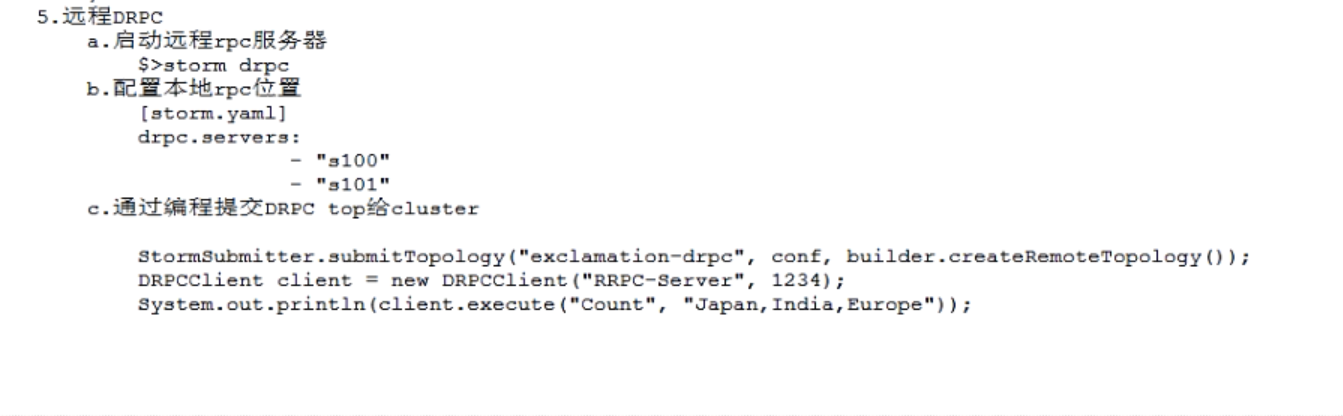 5.远程DRPC
a.启动远程rpc服务器
$>storm drpc
b.配置本地rpc位置
[storm.yaml]
drpc.servers:
- "s100"
- "s101"
c.通过编程提交DRPC top给cluster
StormSubmitter.submitTopology("exclamation-drpc", conf, builder.createRemoteTopology());
DRPCClient client = new DRPCClient("RRPC-Server", 1234);
System.out.println(client.execute("Count", "Japan,India,Europe"));